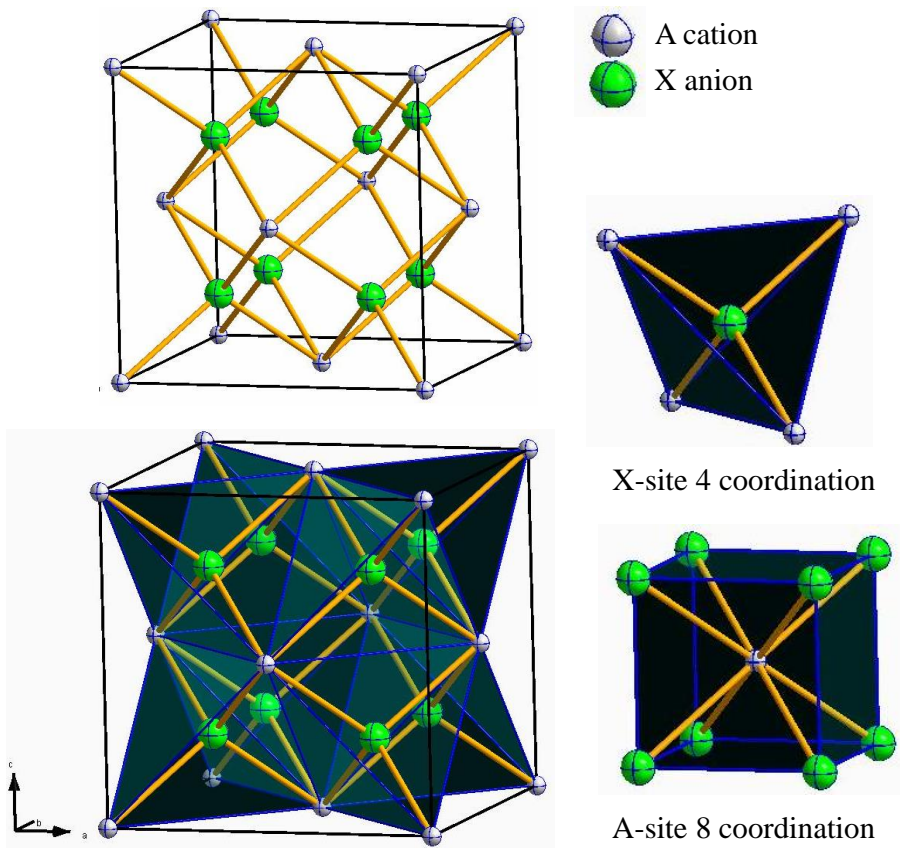 A cation
X anion
X-site 4 coordination
c
b
a
A-site 8 coordination